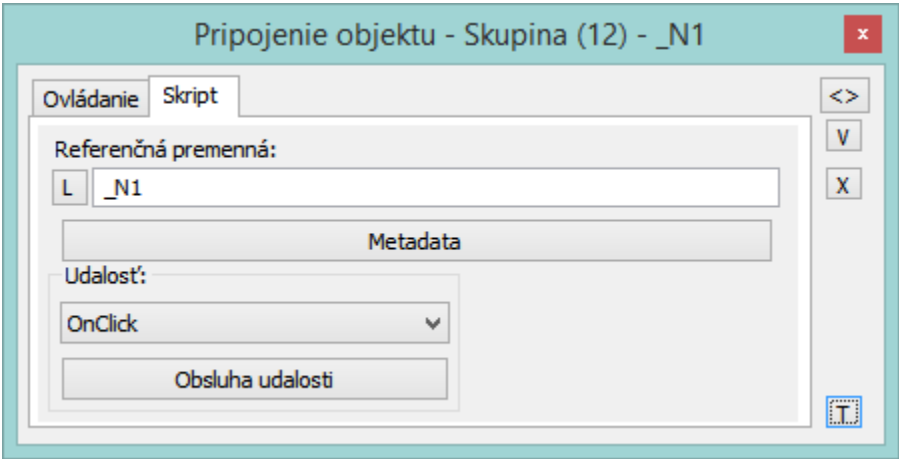 Pripojenie objektu - Skupina (12) - _N1
x
Ovládanie Skript
<>
V
Referenčná premenná:
L _N1
X
Metadata
Udalosť:
OnClick
Obsluha udalosti
T